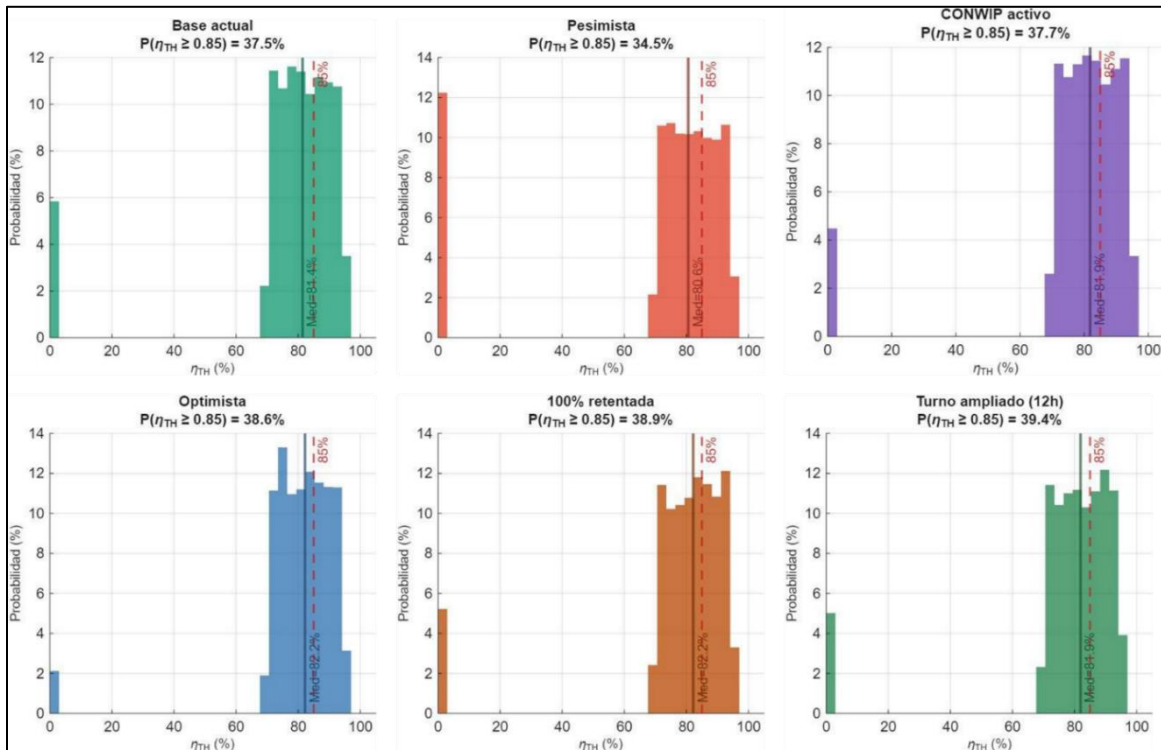 Base actual
P(ηTH ≥ 0.85) = 37.5%
12
10
8
6
4
2
0
Probabilidad (%)
85%
Med=81.4%
0 20 40 60 80 100
ηTH (%)
Pesimista
P(ηTH ≥ 0.85) = 34.5%
14
12
10
8
6
4
2
0
Probabilidad (%)
85%
Med=80.6%
0 20 40 60 80 100
ηTH (%)
CONWIP activo
P(ηTH ≥ 0.85) = 37.7%
12
10
8
6
4
2
0
Probabilidad (%)
85%
Med=81.9%
0 20 40 60 80 100
ηTH (%)
Optimista
P(ηTH ≥ 0.85) = 38.6%
14
12
10
8
6
4
2
0
Probabilidad (%)
85%
Med=82.2%
0 20 40 60 80 100
ηTH (%)
100% retentada
P(ηTH ≥ 0.85) = 38.9%
14
12
10
8
6
4
2
0
Probabilidad (%)
85%
Med=82.2%
0 20 40 60 80 100
ηTH (%)
Turno ampliado (12h)
P(ηTH ≥ 0.85) = 39.4%
14
12
10
8
6
4
2
0
Probabilidad (%)
85%
Med=81.9%
0 20 40 60 80 100
ηTH (%)